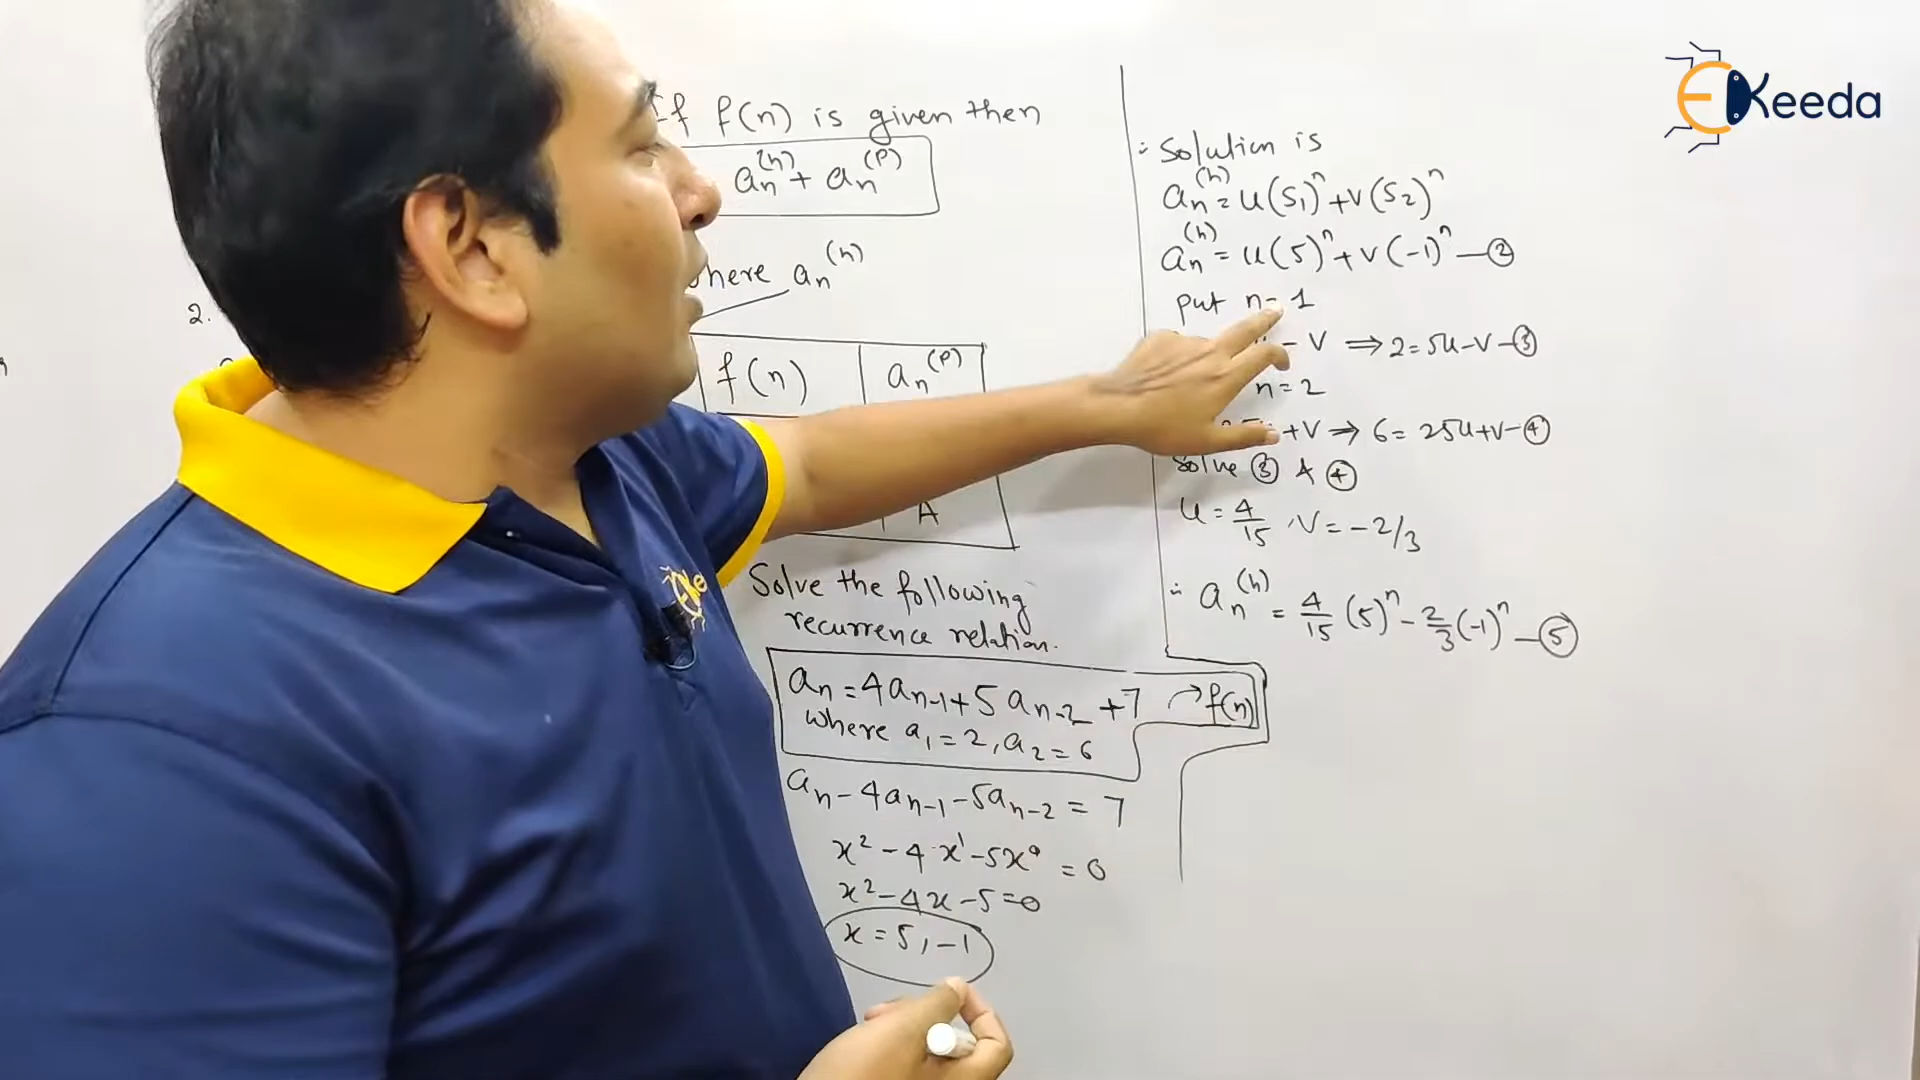 If f(n) is given then
aₙ⁽ʰ⁾ + aₙ⁽ᵖ⁾
where aₙ⁽ʰ⁾
2.
f(n) aₙ⁽ᵖ⁾
A
Solve the following
recurrence relation.
aₙ = 4aₙ₋₁ + 5aₙ₋₂ + 7 → f(n)
where a₁ = 2, a₂ = 6
aₙ - 4aₙ₋₁ - 5aₙ₋₂ = 7
x² - 4x¹ - 5x⁰ = 0
x² - 4x - 5 = 0
x = 5, -1
∴ Solution is
aₙ⁽ʰ⁾ = u(s₁)ⁿ + v(s₂)ⁿ
aₙ⁽ʰ⁾ = u(5)ⁿ + v(-1)ⁿ — ②
put n = 1
- v ⇒ 2 = 5u - v - ③
n = 2
+ v ⇒ 6 = 25u + v - ④
Solve ③ & ④
u = 4/15, v = -2/3
∴ aₙ⁽ʰ⁾ = 4/15 (5)ⁿ - 2/3 (-1)ⁿ — ⑤
EKeeda